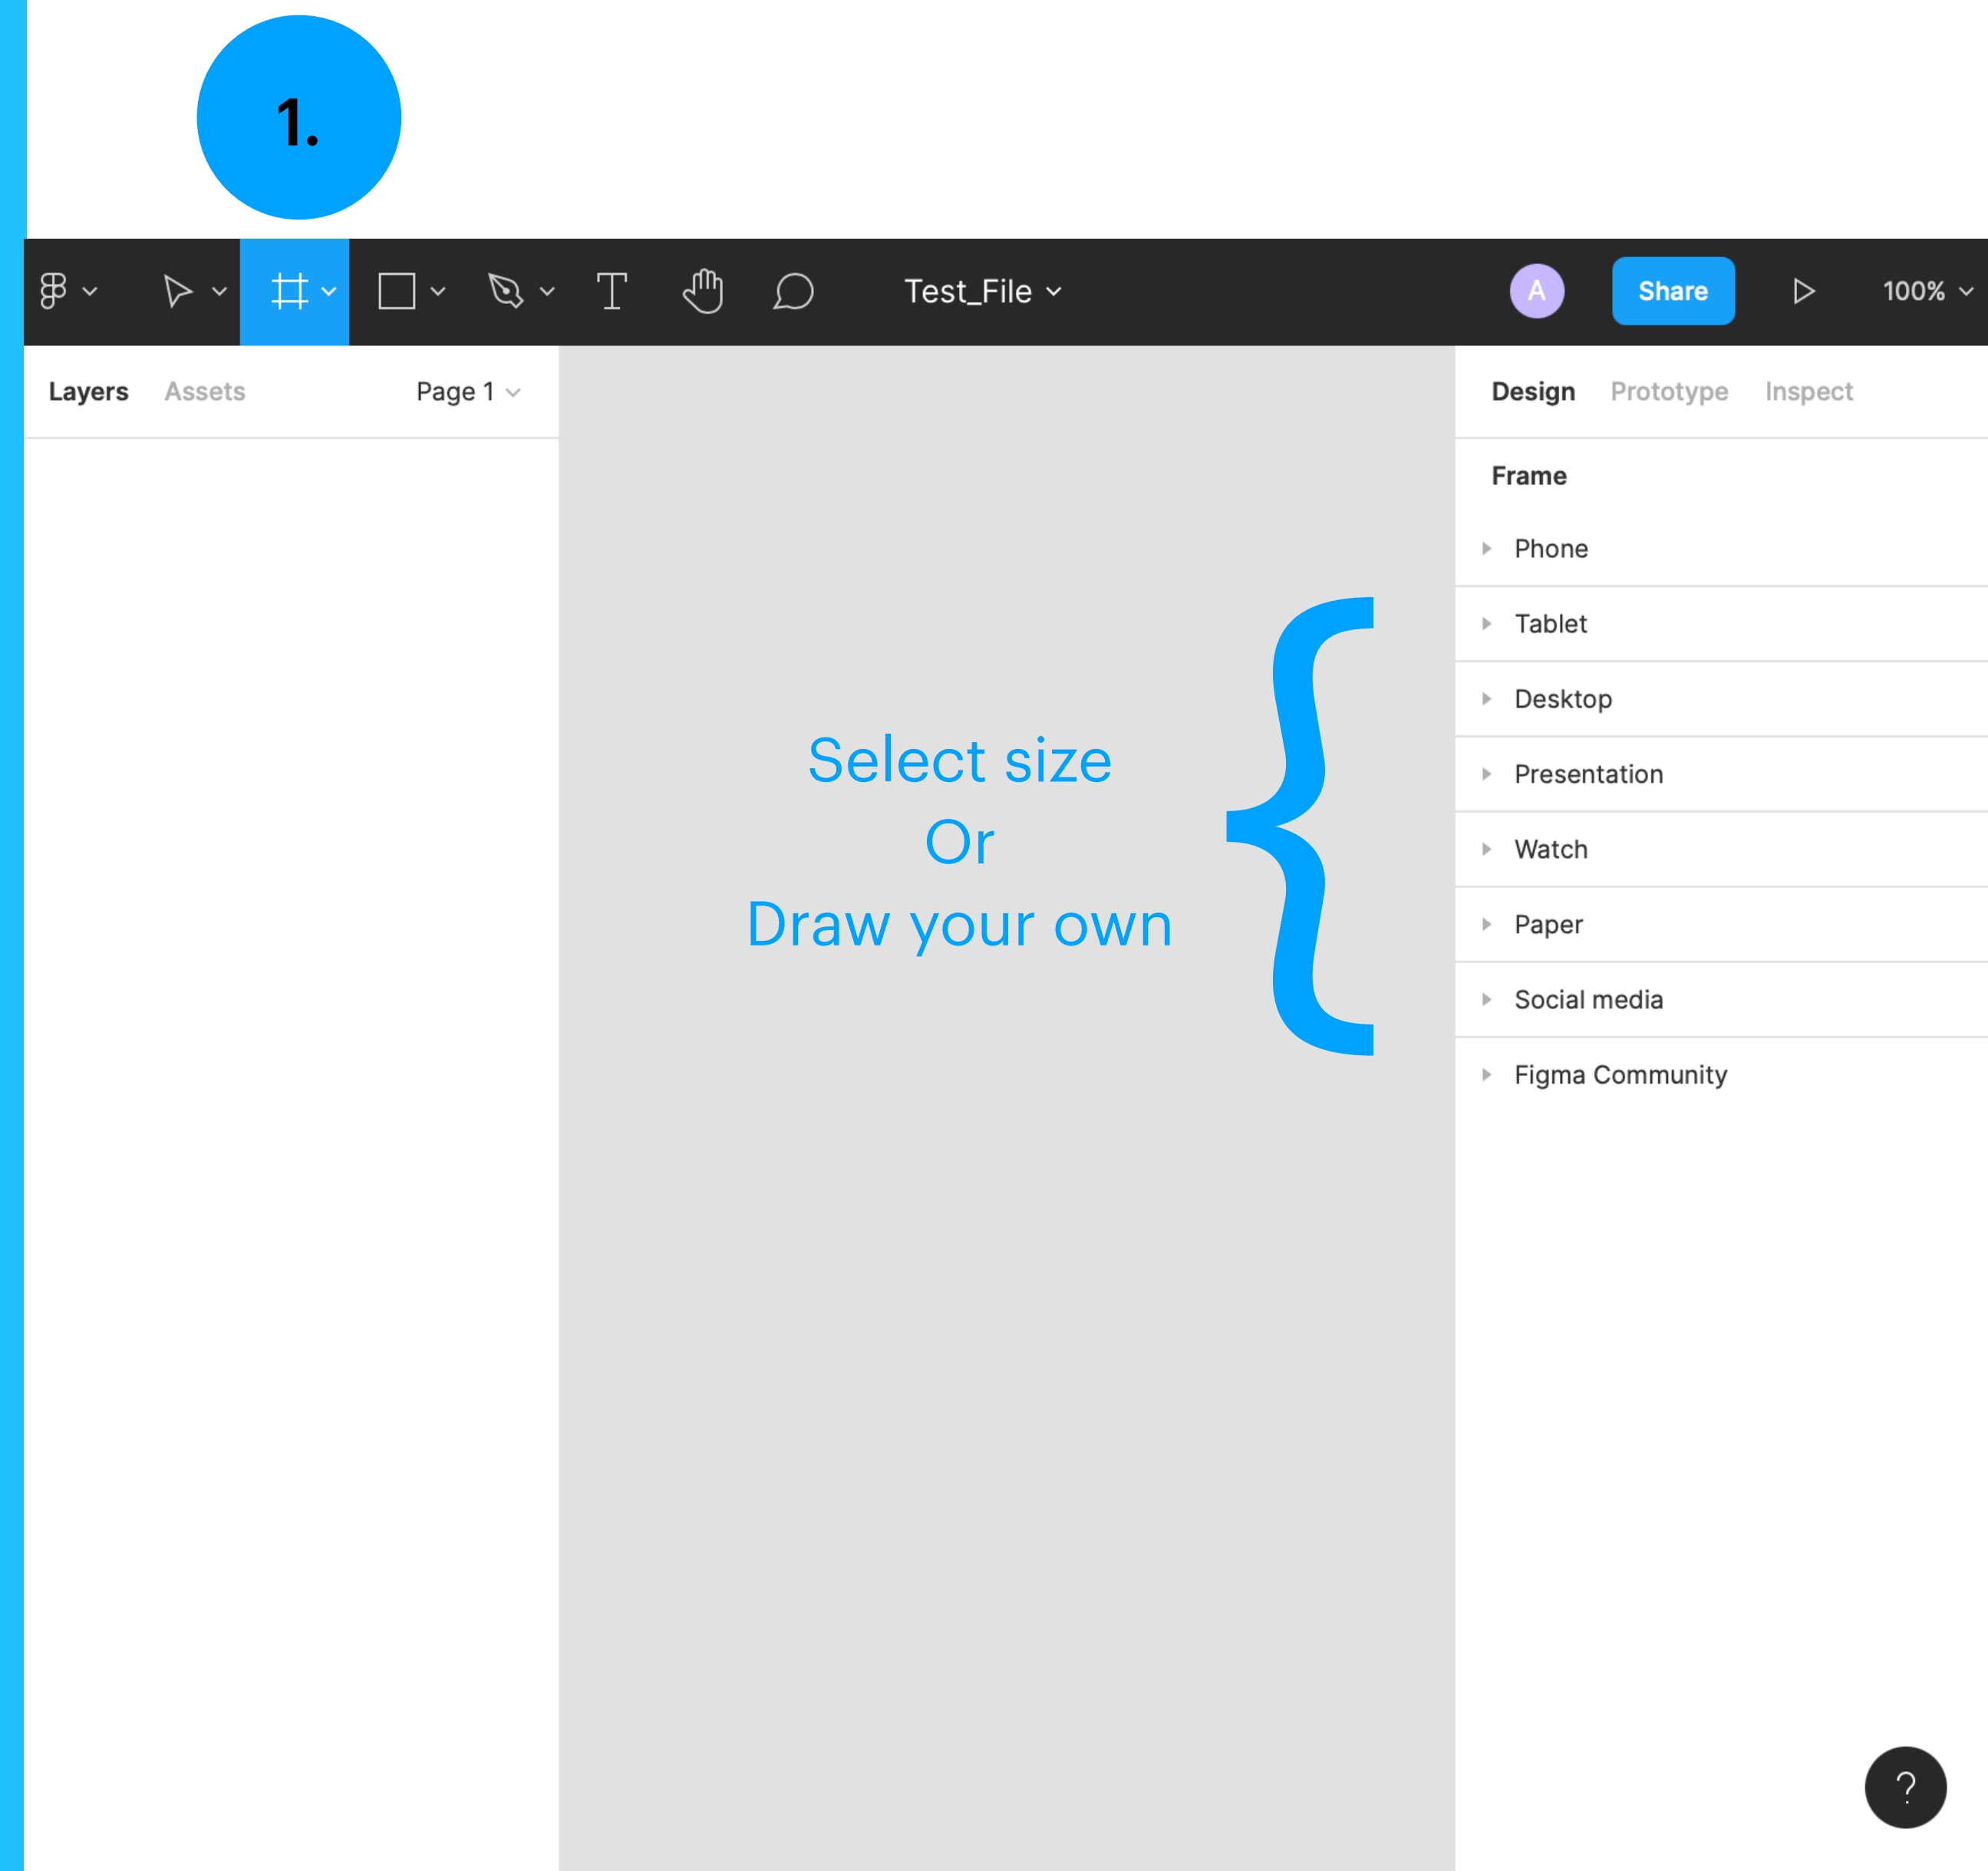 1.
Test_File
A
Share
100%
Layers Assets Page 1
Design Prototype Inspect
Frame
Phone
Tablet
Desktop
Presentation
Watch
Paper
Social media
Figma Community
Select size
Or
Draw your own
?